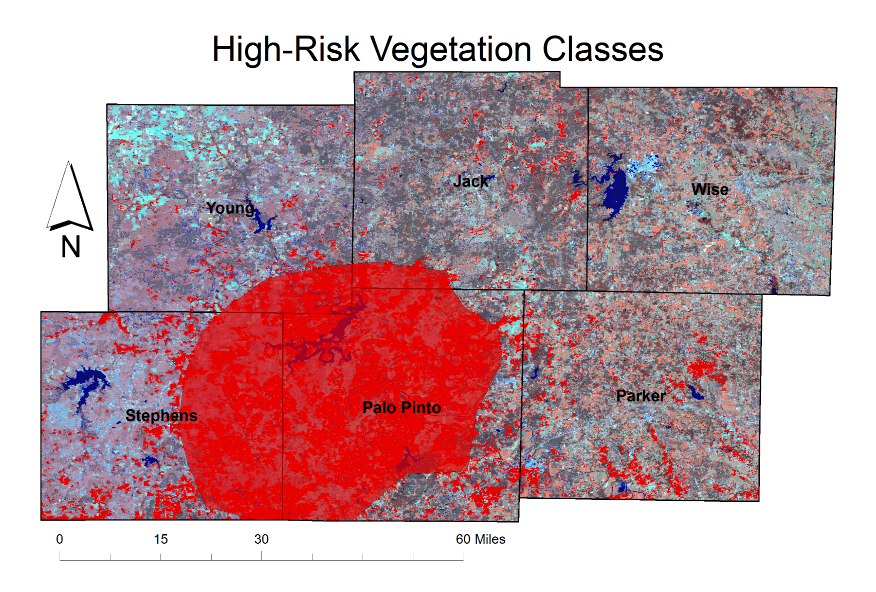 High-Risk Vegetation Classes
Jack
Wise
Young
N
Parker
Palo Pinto
Stephens
0 15 30 60 Miles